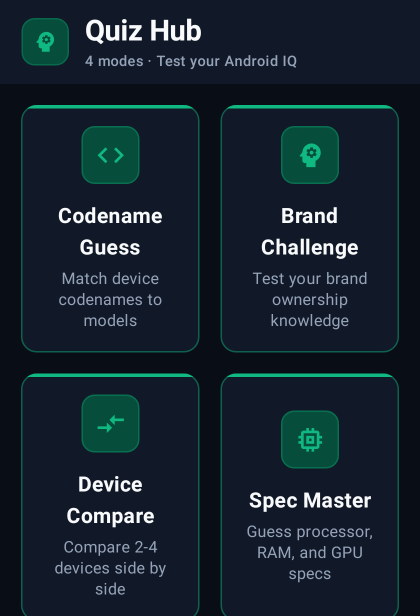 Quiz Hub
4 modes · Test your Android IQ
Codename
Guess
Match device
codenames to
models
Brand
Challenge
Test your brand
ownership
knowledge
Device
Compare
Compare 2-4
devices side by
side
Spec Master
Guess processor,
RAM, and GPU
specs